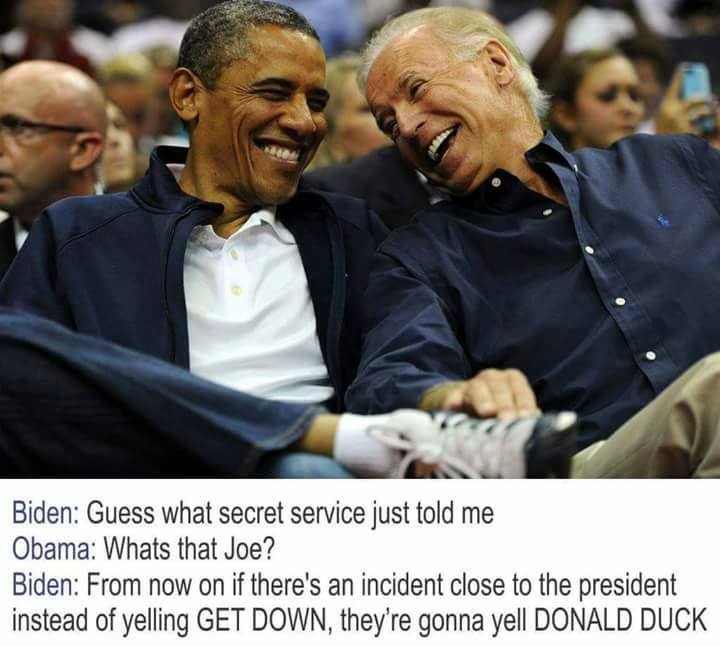 Biden: Guess what secret service just told me
Obama: Whats that Joe?
Biden: From now on if there's an incident close to the president
instead of yelling GET DOWN, they're gonna yell DONALD DUCK